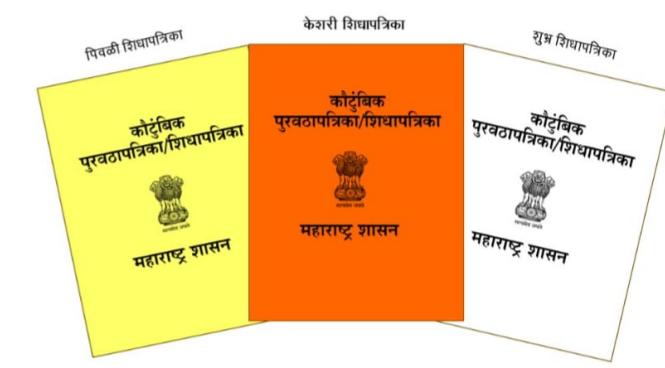 पिवळी शिधापत्रिका
केशरी शिधापत्रिका
शुभ्र शिधापत्रिका
कौटुंबिक
पुरवठापत्रिका/शिधापत्रिका
महाराष्ट्र शासन
कौटुंबिक
पुरवठापत्रिका/शिधापत्रिका
महाराष्ट्र शासन
कौटुंबिक
पुरवठापत्रिका/शिधापत्रिका
महाराष्ट्र शासन